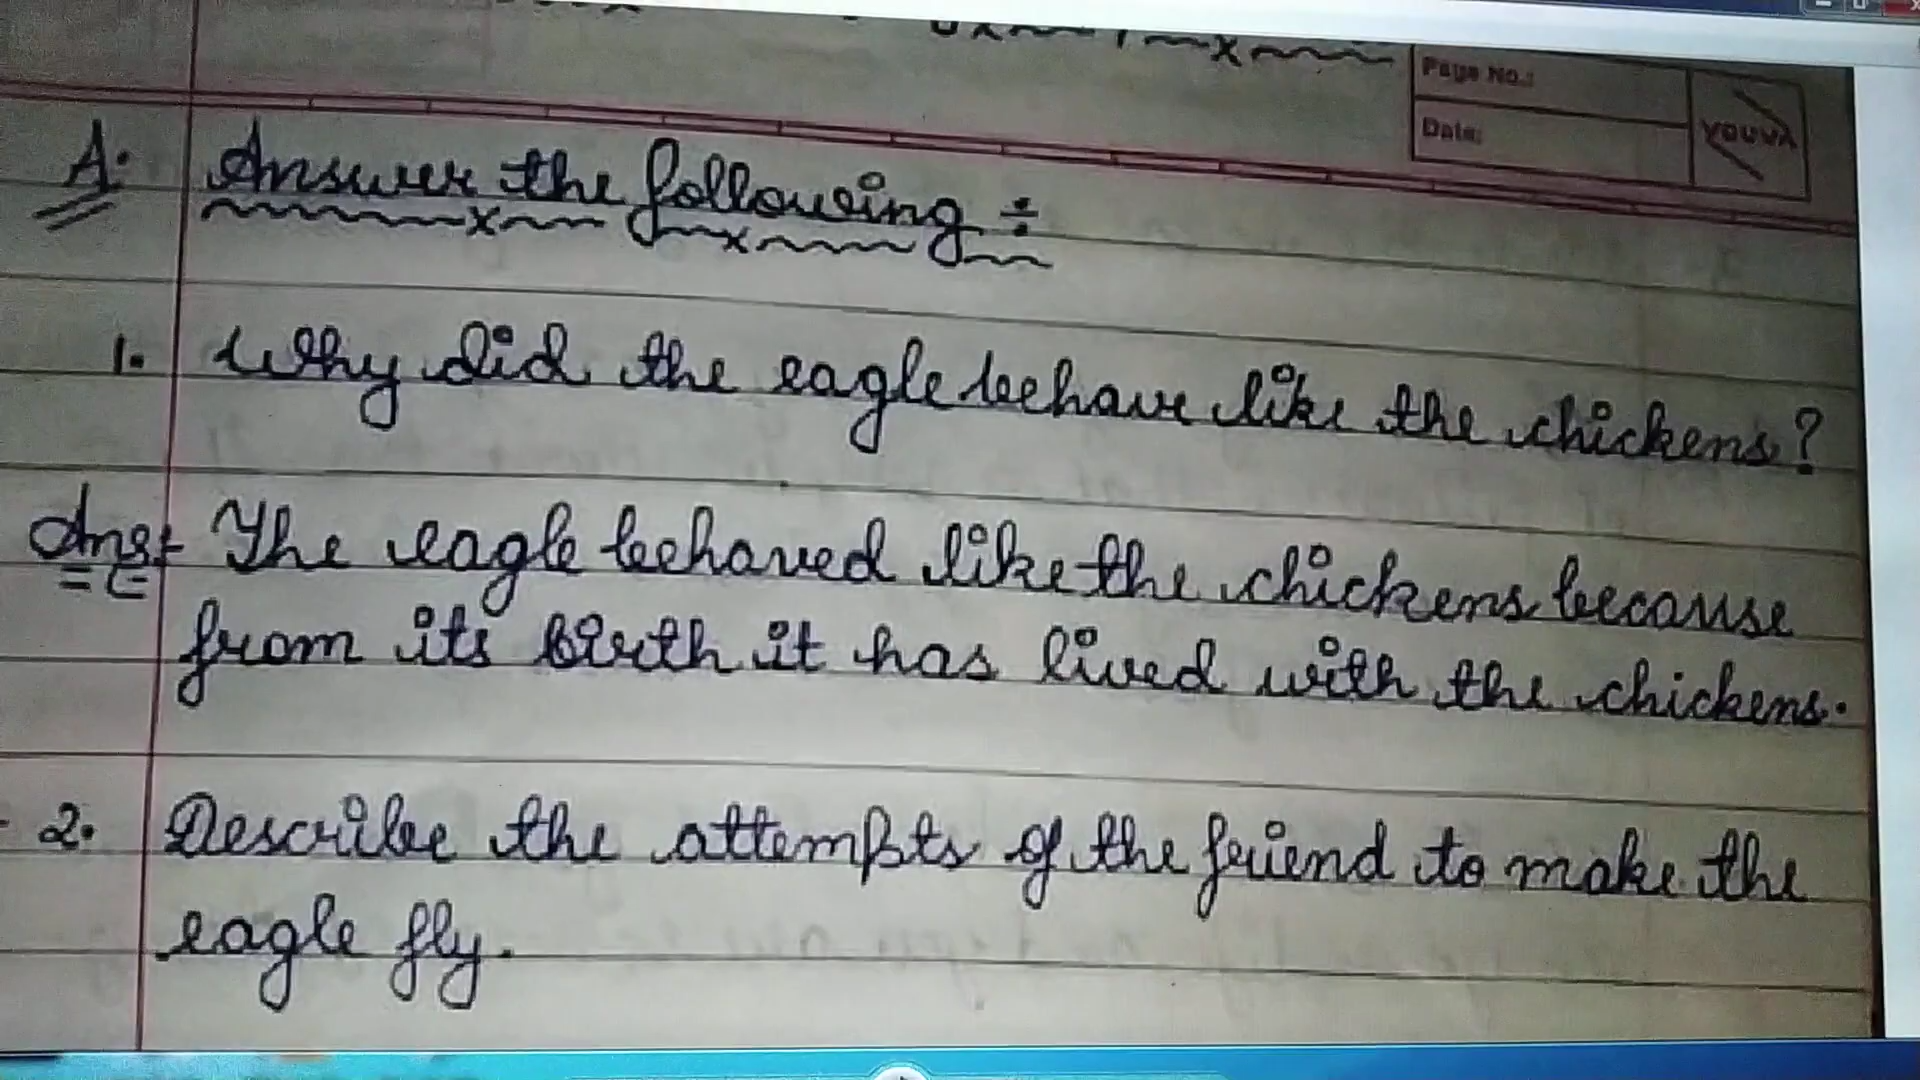 Page No.:
Date:
YOUVA
A. Answer the following ÷
1. Why did the eagle behave like the chickens?
Ans:- The eagle behaved like the chickens because
from its birth it has lived with the chickens.
2. Describe the attempts of the friend to make the
eagle fly.